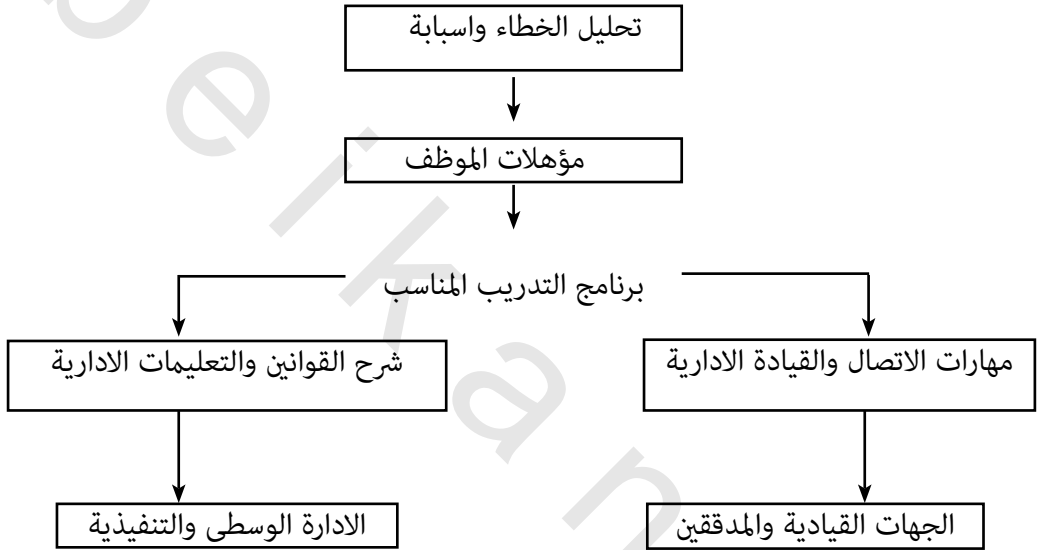 تحليل الخطاء واسبابة
مؤهلات الموظف
برنامج التدريب المناسب
مهارات الاتصال والقيادة الادارية
شرح القوانين والتعليمات الادارية
الجهات القيادية والمدققين
الادارة الوسطى والتنفيذية
b e i k a n